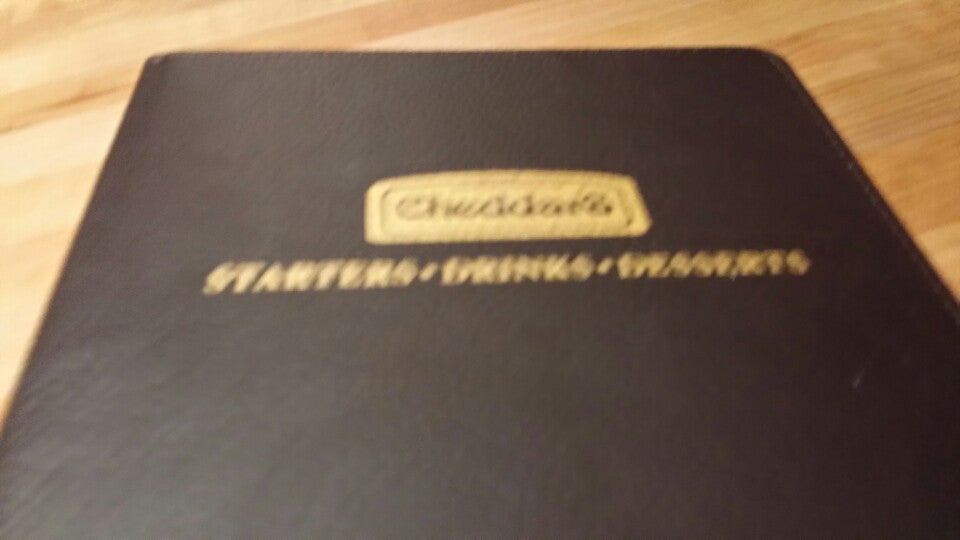 Cheddar's
STARTERS • DRINKS • DESSERTS